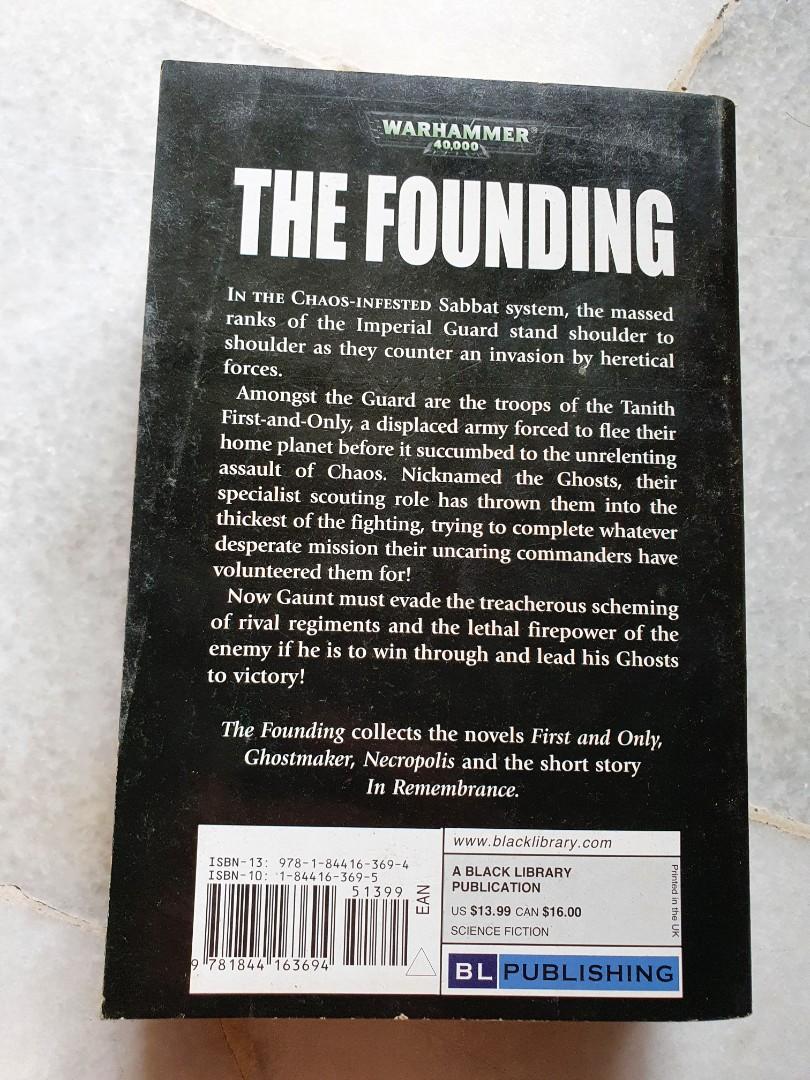 WARHAMMER
40,000
THE FOUNDING
IN THE CHAOS-INFESTED Sabbat system, the massed
ranks of the Imperial Guard stand shoulder to
shoulder as they counter an invasion by heretical
forces.
Amongst the Guard are the troops of the Tanith
First-and-Only, a displaced army forced to flee their
home planet before it succumbed to the unrelenting
assault of Chaos. Nicknamed the Ghosts, their
specialist scouting role has thrown them into the
thickest of the fighting, trying to complete whatever
desperate mission their uncaring commanders have
volunteered them for!
Now Gaunt must evade the treacherous scheming
of rival regiments and the lethal firepower of the
enemy if he is to win through and lead his Ghosts
to victory!
The Founding collects the novels First and Only,
Ghostmaker, Necropolis and the short story
In Remembrance.
ISBN-13: 978-1-84416-369-4
ISBN-10: 1-84416-369-5
51399
EAN
9 781844 163694
www.blacklibrary.com
A BLACK LIBRARY
PUBLICATION
US $13.99 CAN $16.00
SCIENCE FICTION
Printed in the UK
BL PUBLISHING